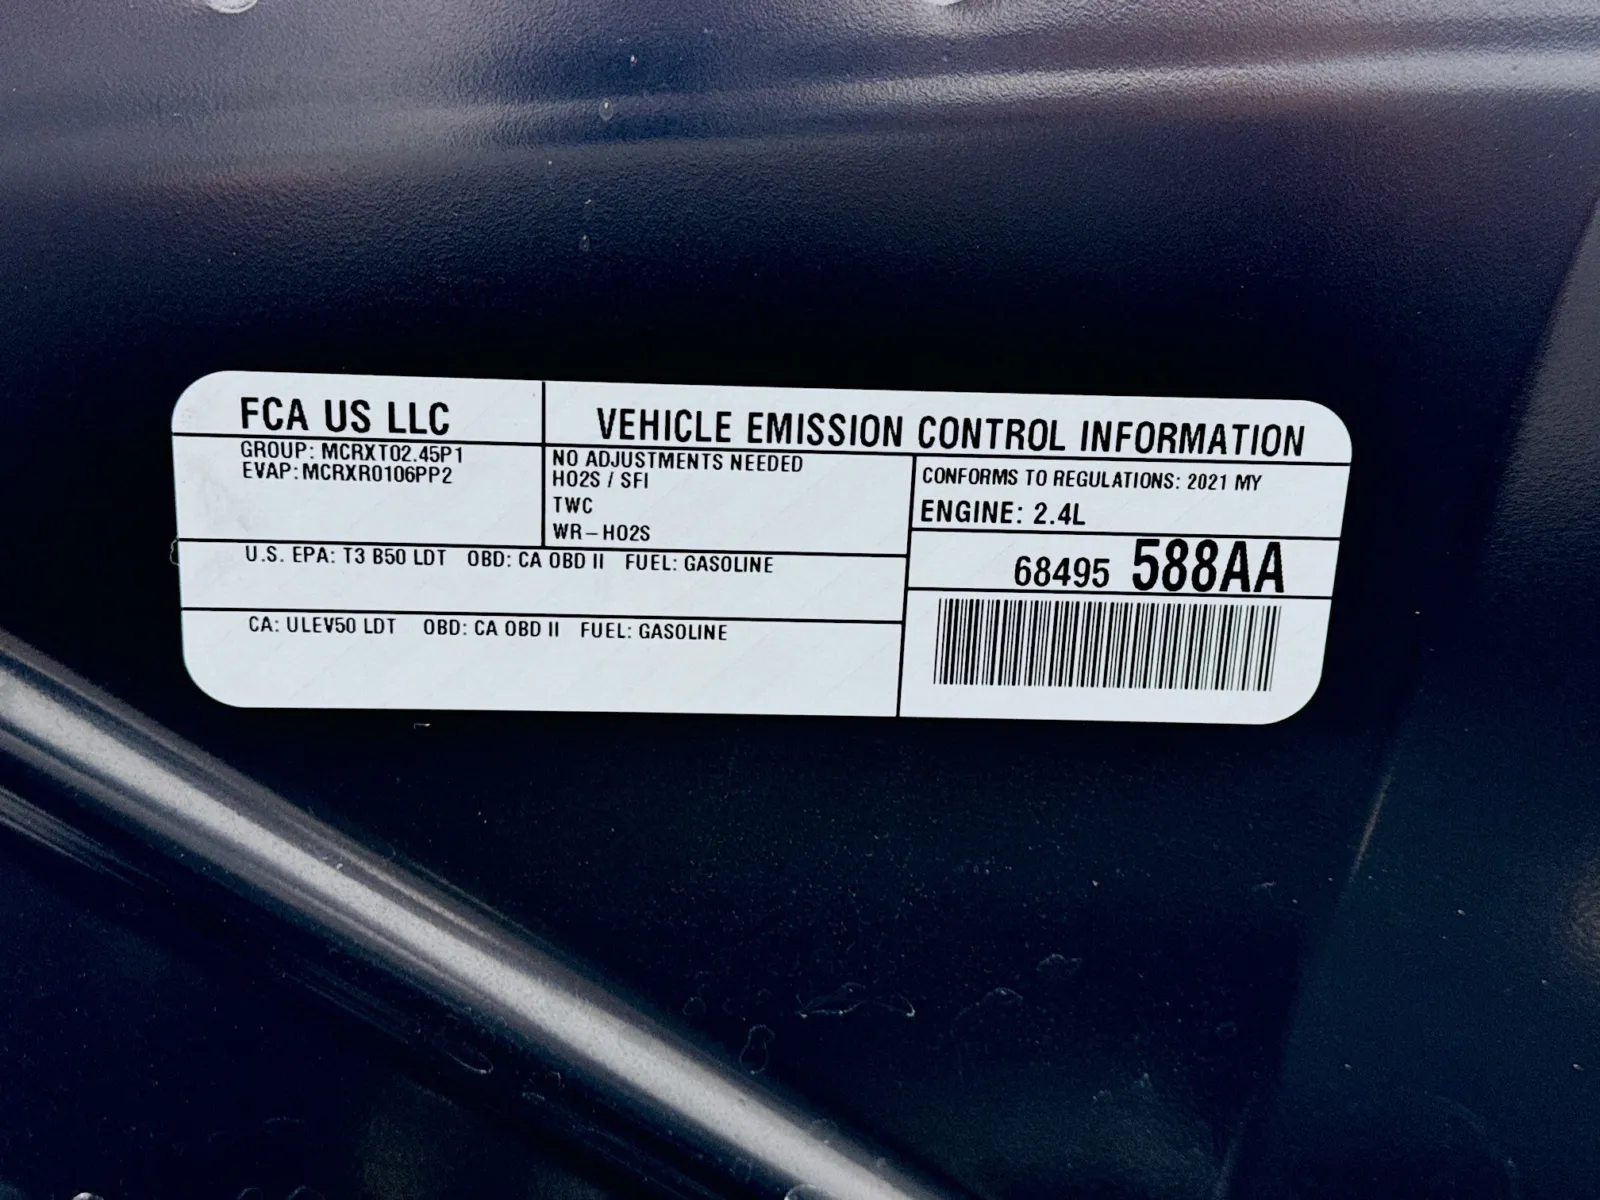 FCA US LLC
VEHICLE EMISSION CONTROL INFORMATION
GROUP: MCRXT02.45P1
EVAP: MCRXR0106PP2
NO ADJUSTMENTS NEEDED
HO2S / SFI
TWC
WR-HO2S
CONFORMS TO REGULATIONS: 2021 MY
ENGINE: 2.4L
U.S. EPA: T3 B50 LDT OBD: CA OBD II FUEL: GASOLINE
68495 588AA
CA: ULEV50 LDT OBD: CA OBD II FUEL: GASOLINE